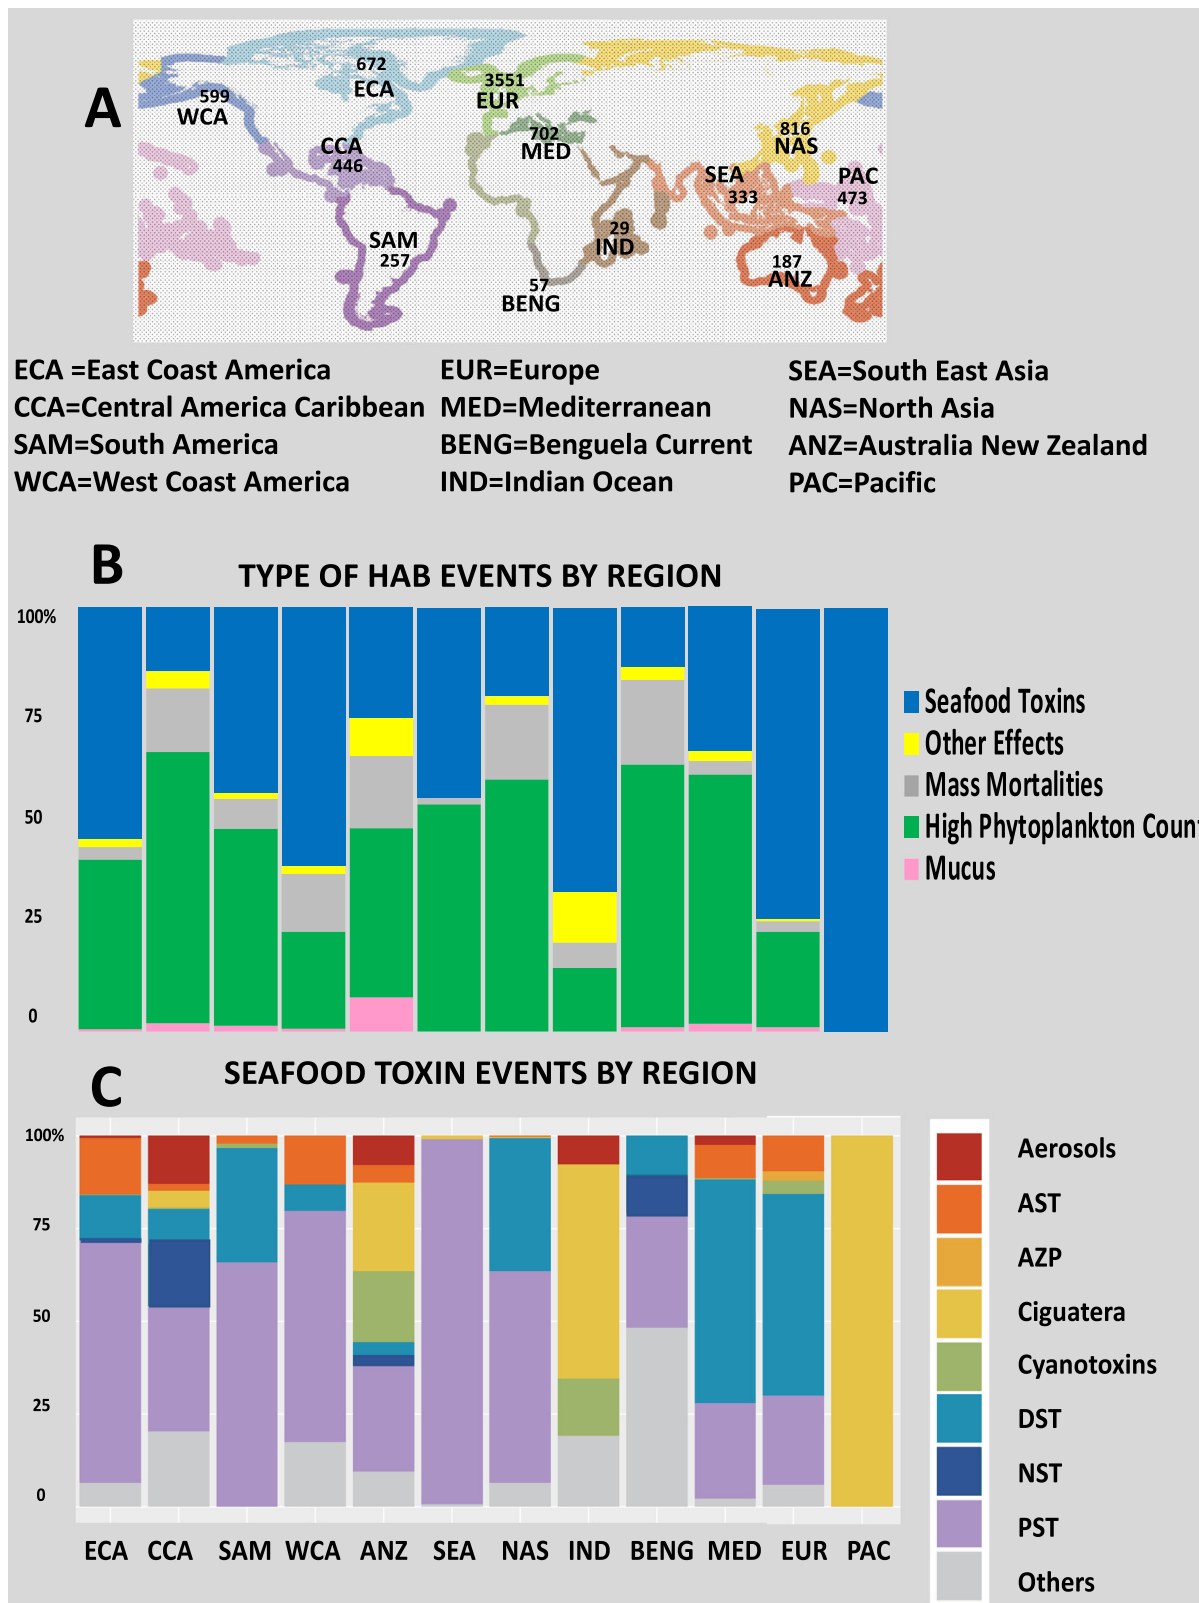 A
672
ECA
599
WCA
3551
EUR
CCA
446
702
MED
816
NAS
SEA
333
PAC
473
SAM
257
29
IND
187
ANZ
57
BENG
ECA =East Coast America EUR=Europe SEA=South East Asia
CCA=Central America Caribbean MED=Mediterranean NAS=North Asia
SAM=South America BENG=Benguela Current ANZ=Australia New Zealand
WCA=West Coast America IND=Indian Ocean PAC=Pacific
B
TYPE OF HAB EVENTS BY REGION
100%
75
50
25
0
Seafood Toxins
Other Effects
Mass Mortalities
High Phytoplankton Coun
Mucus
C
SEAFOOD TOXIN EVENTS BY REGION
100%
75
50
25
0
ECA CCA SAM WCA ANZ SEA NAS IND BENG MED EUR PAC
Aerosols
AST
AZP
Ciguatera
Cyanotoxins
DST
NST
PST
Others